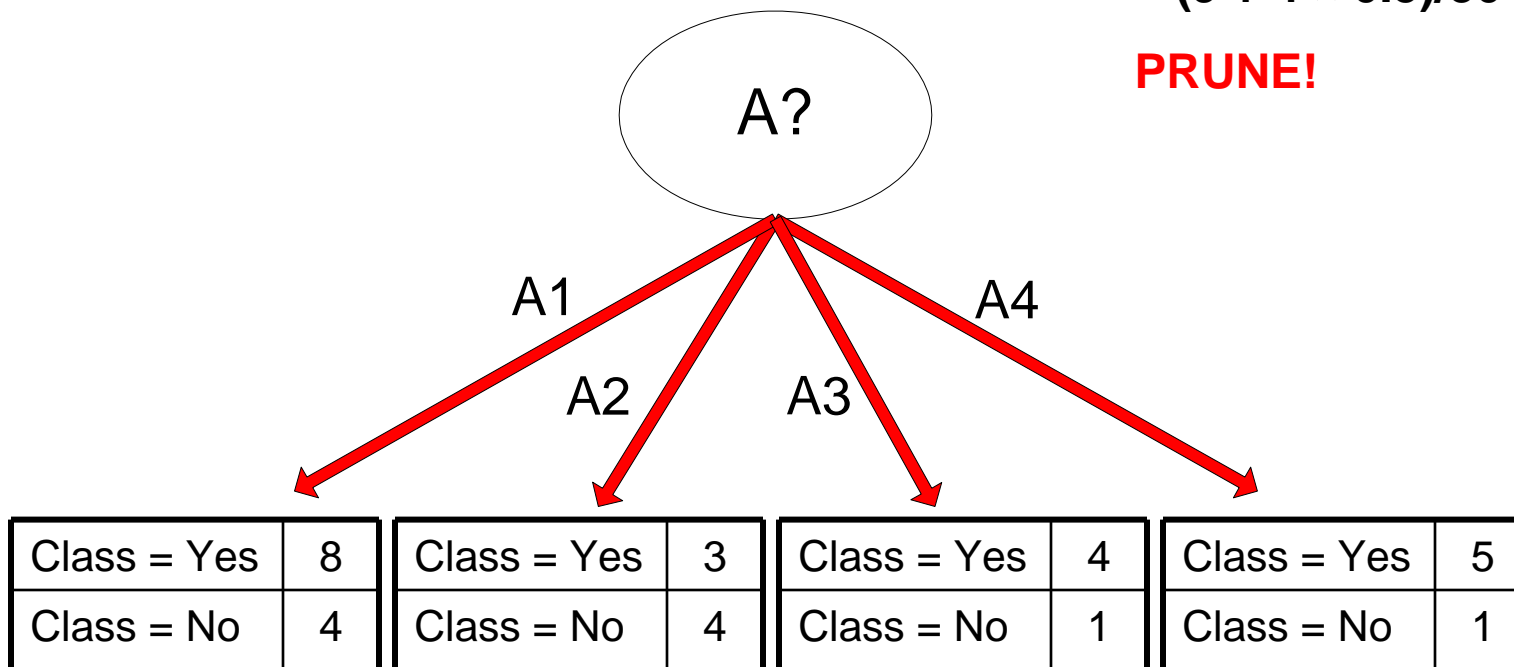 PRUNE!
A?
A1
A4
A2
A3
Class = Yes 8 Class = Yes 3 Class = Yes 4 Class = Yes 5
Class = No 4 Class = No 4 Class = No 1 Class = No 1